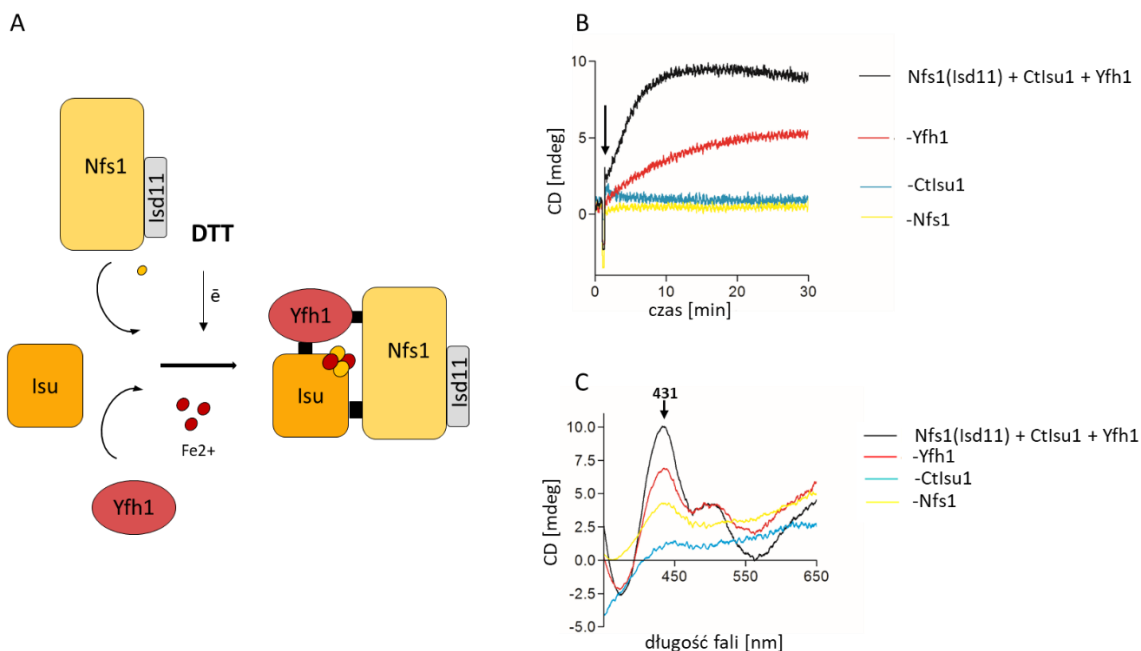 A
Nfs1
Isd11
DTT
ē
Isu
Fe2+
Yfh1
Yfh1
Nfs1
Isu
Isd11
B
CD [mdeg]
10
5
0
0
10
20
30
czas [min]
Nfs1(Isd11) + CtIsu1 + Yfh1
-Yfh1
-CtIsu1
-Nfs1
C
431
CD [mdeg]
10.0
7.5
5.0
2.5
0.0
-2.5
-5.0
450
550
650
długość fali [nm]
Nfs1(Isd11) + CtIsu1 + Yfh1
-Yfh1
-CtIsu1
-Nfs1